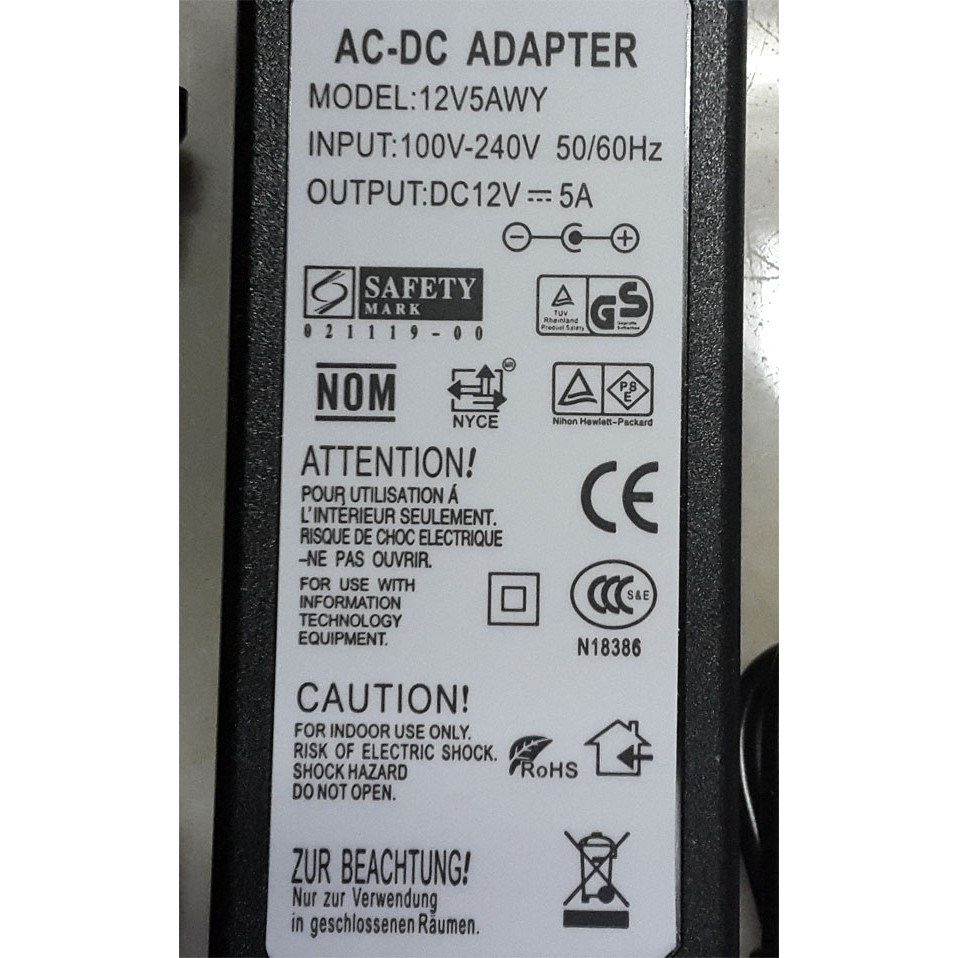 AC-DC ADAPTER
MODEL:12V5AWY
INPUT:100V-240V 50/60Hz
OUTPUT:DC12V⎓5A
SAFETY
MARK
021119-00
TUV
Rheinland
Product Safety
GS
NOM
NYCE
PSE
Nihon Hewlett-Packard
ATTENTION!
POUR UTILISATION Á
L'INTÉRIEUR SEULEMENT.
RISQUE DE CHOC ELECTRIQUE
-NE PAS OUVRIR.
CE
FOR USE WITH
INFORMATION
TECHNOLOGY
EQUIPMENT.
CCC S&E
N18386
CAUTION!
FOR INDOOR USE ONLY.
RISK OF ELECTRIC SHOCK.
SHOCK HAZARD
DO NOT OPEN.
RoHS
ZUR BEACHTUNG!
Nur zur Verwendung
in geschlossenen Räumen.